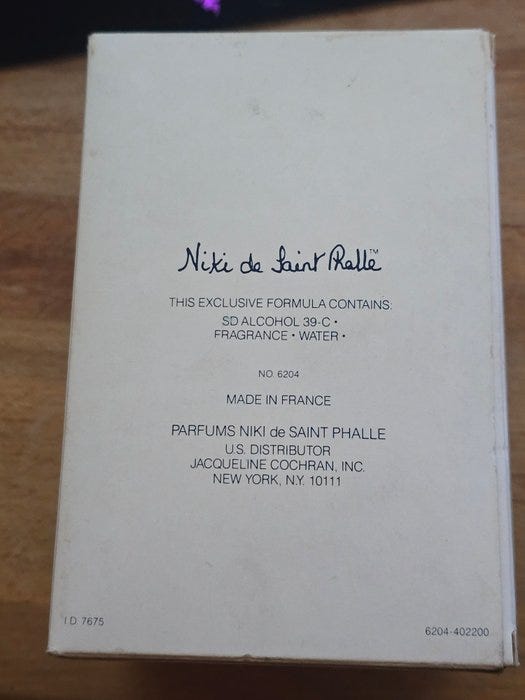 Niki de Saint Phalle™
THIS EXCLUSIVE FORMULA CONTAINS:
SD ALCOHOL 39-C •
FRAGRANCE • WATER •
NO. 6204
MADE IN FRANCE
PARFUMS NIKI de SAINT PHALLE
U.S. DISTRIBUTOR
JACQUELINE COCHRAN, INC.
NEW YORK, N.Y. 10111
I.D. 7675
6204-402200